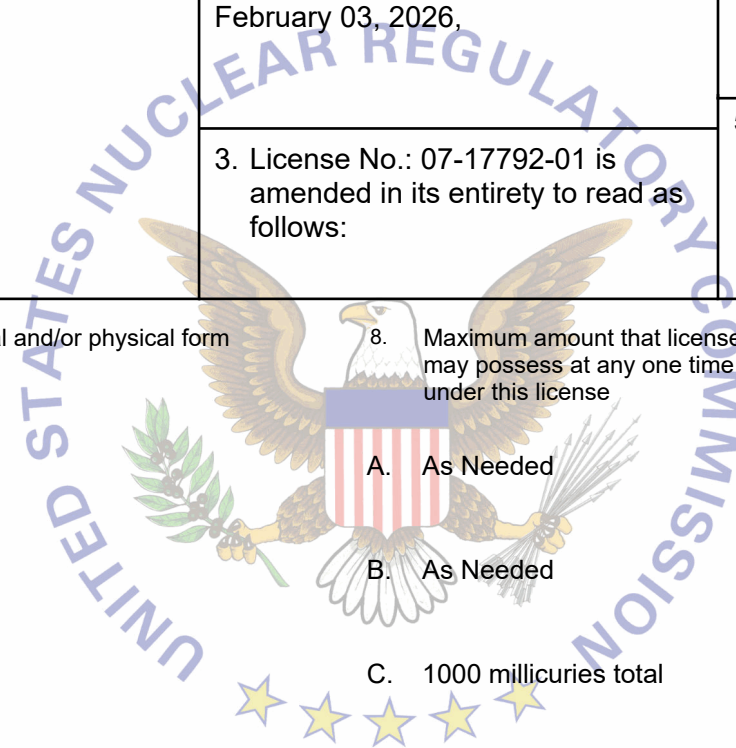 February 03, 2026,
3. License No.: 07-17792-01 is
amended in its entirety to read as
follows:
and/or physical form
8. Maximum amount that license
may possess at any one time
under this license
A. As Needed
B. As Needed
C. 1000 millicuries total
UNITED STATES NUCLEAR REGULATORY COMMISSION